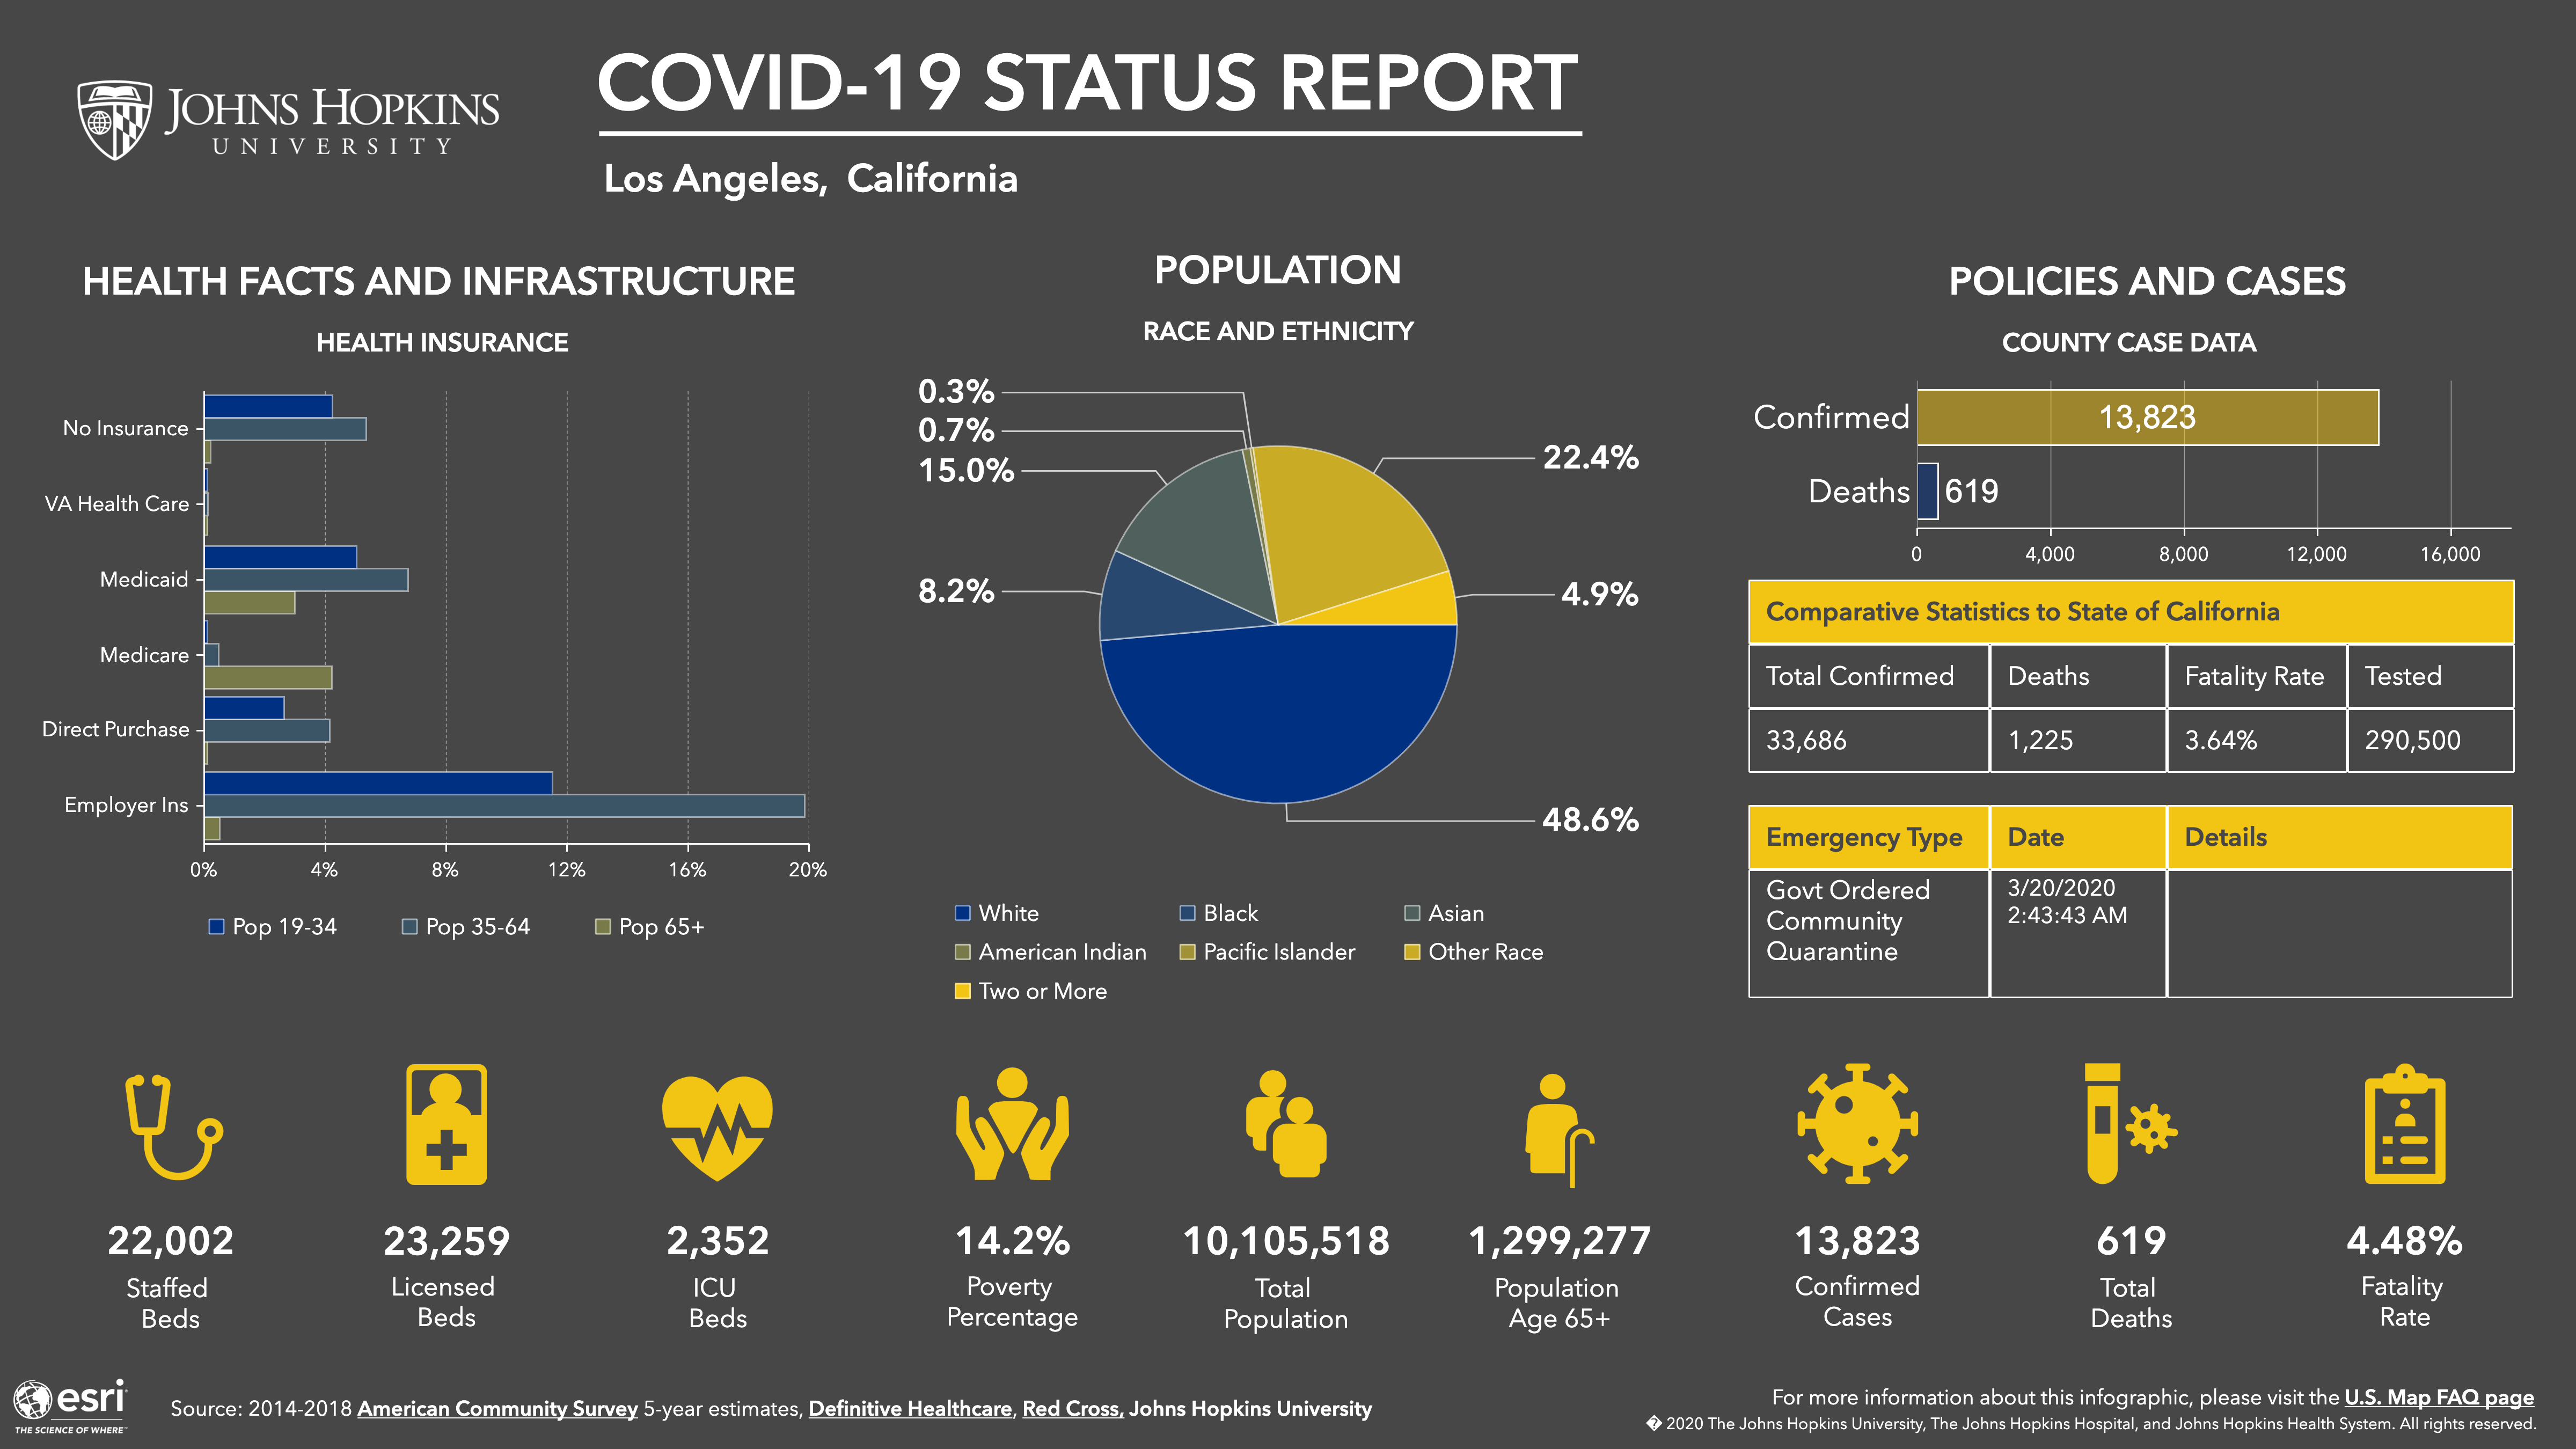 JOHNS HOPKINS
UNIVERSITY
COVID-19 STATUS REPORT
Los Angeles, California
HEALTH FACTS AND INFRASTRUCTURE
HEALTH INSURANCE
No Insurance
VA Health Care
Medicaid
Medicare
Direct Purchase
Employer Ins
0% 4% 8% 12% 16% 20%
Pop 19-34 Pop 35-64 Pop 65+
POPULATION
RACE AND ETHNICITY
0.3%
0.7%
15.0%
8.2%
22.4%
4.9%
48.6%
White Black Asian
American Indian Pacific Islander Other Race
Two or More
POLICIES AND CASES
COUNTY CASE DATA
Confirmed 13,823
Deaths 619
0 4,000 8,000 12,000 16,000
Comparative Statistics to State of California
Total Confirmed Deaths Fatality Rate Tested
33,686 1,225 3.64% 290,500
Emergency Type Date Details
Govt Ordered
Community
Quarantine
3/20/2020
2:43:43 AM
22,002
Staffed
Beds
23,259
Licensed
Beds
2,352
ICU
Beds
14.2%
Poverty
Percentage
10,105,518
Total
Population
1,299,277
Population
Age 65+
13,823
Confirmed
Cases
619
Total
Deaths
4.48%
Fatality
Rate
esri
THE SCIENCE OF WHERE™
Source: 2014-2018 American Community Survey 5-year estimates, Definitive Healthcare, Red Cross, Johns Hopkins University
For more information about this infographic, please visit the U.S. Map FAQ page
� 2020 The Johns Hopkins University, The Johns Hopkins Hospital, and Johns Hopkins Health System. All rights reserved.